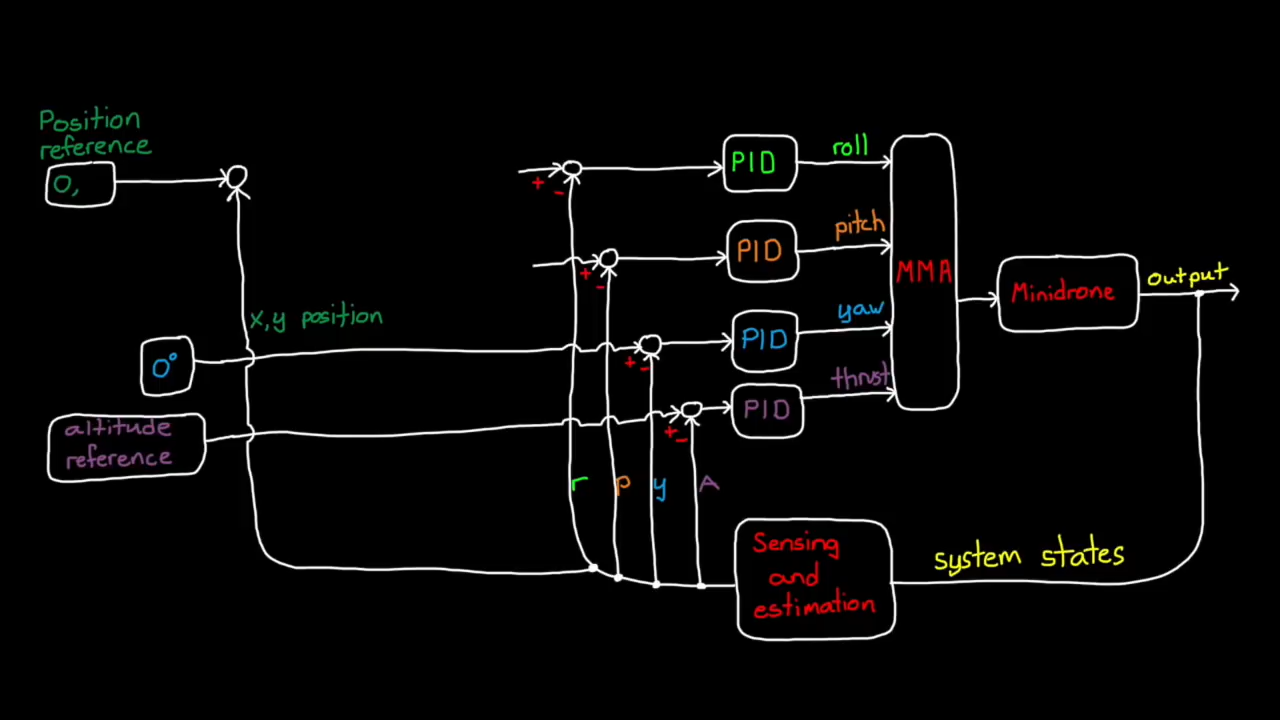 Position
reference
0,
+
-
PID
roll
+
-
PID
pitch
MMA
Minidrone
output
x,y position
0°
+
-
PID
yaw
altitude
reference
+
-
PID
thrust
r
p
y
A
Sensing
and
estimation
system states